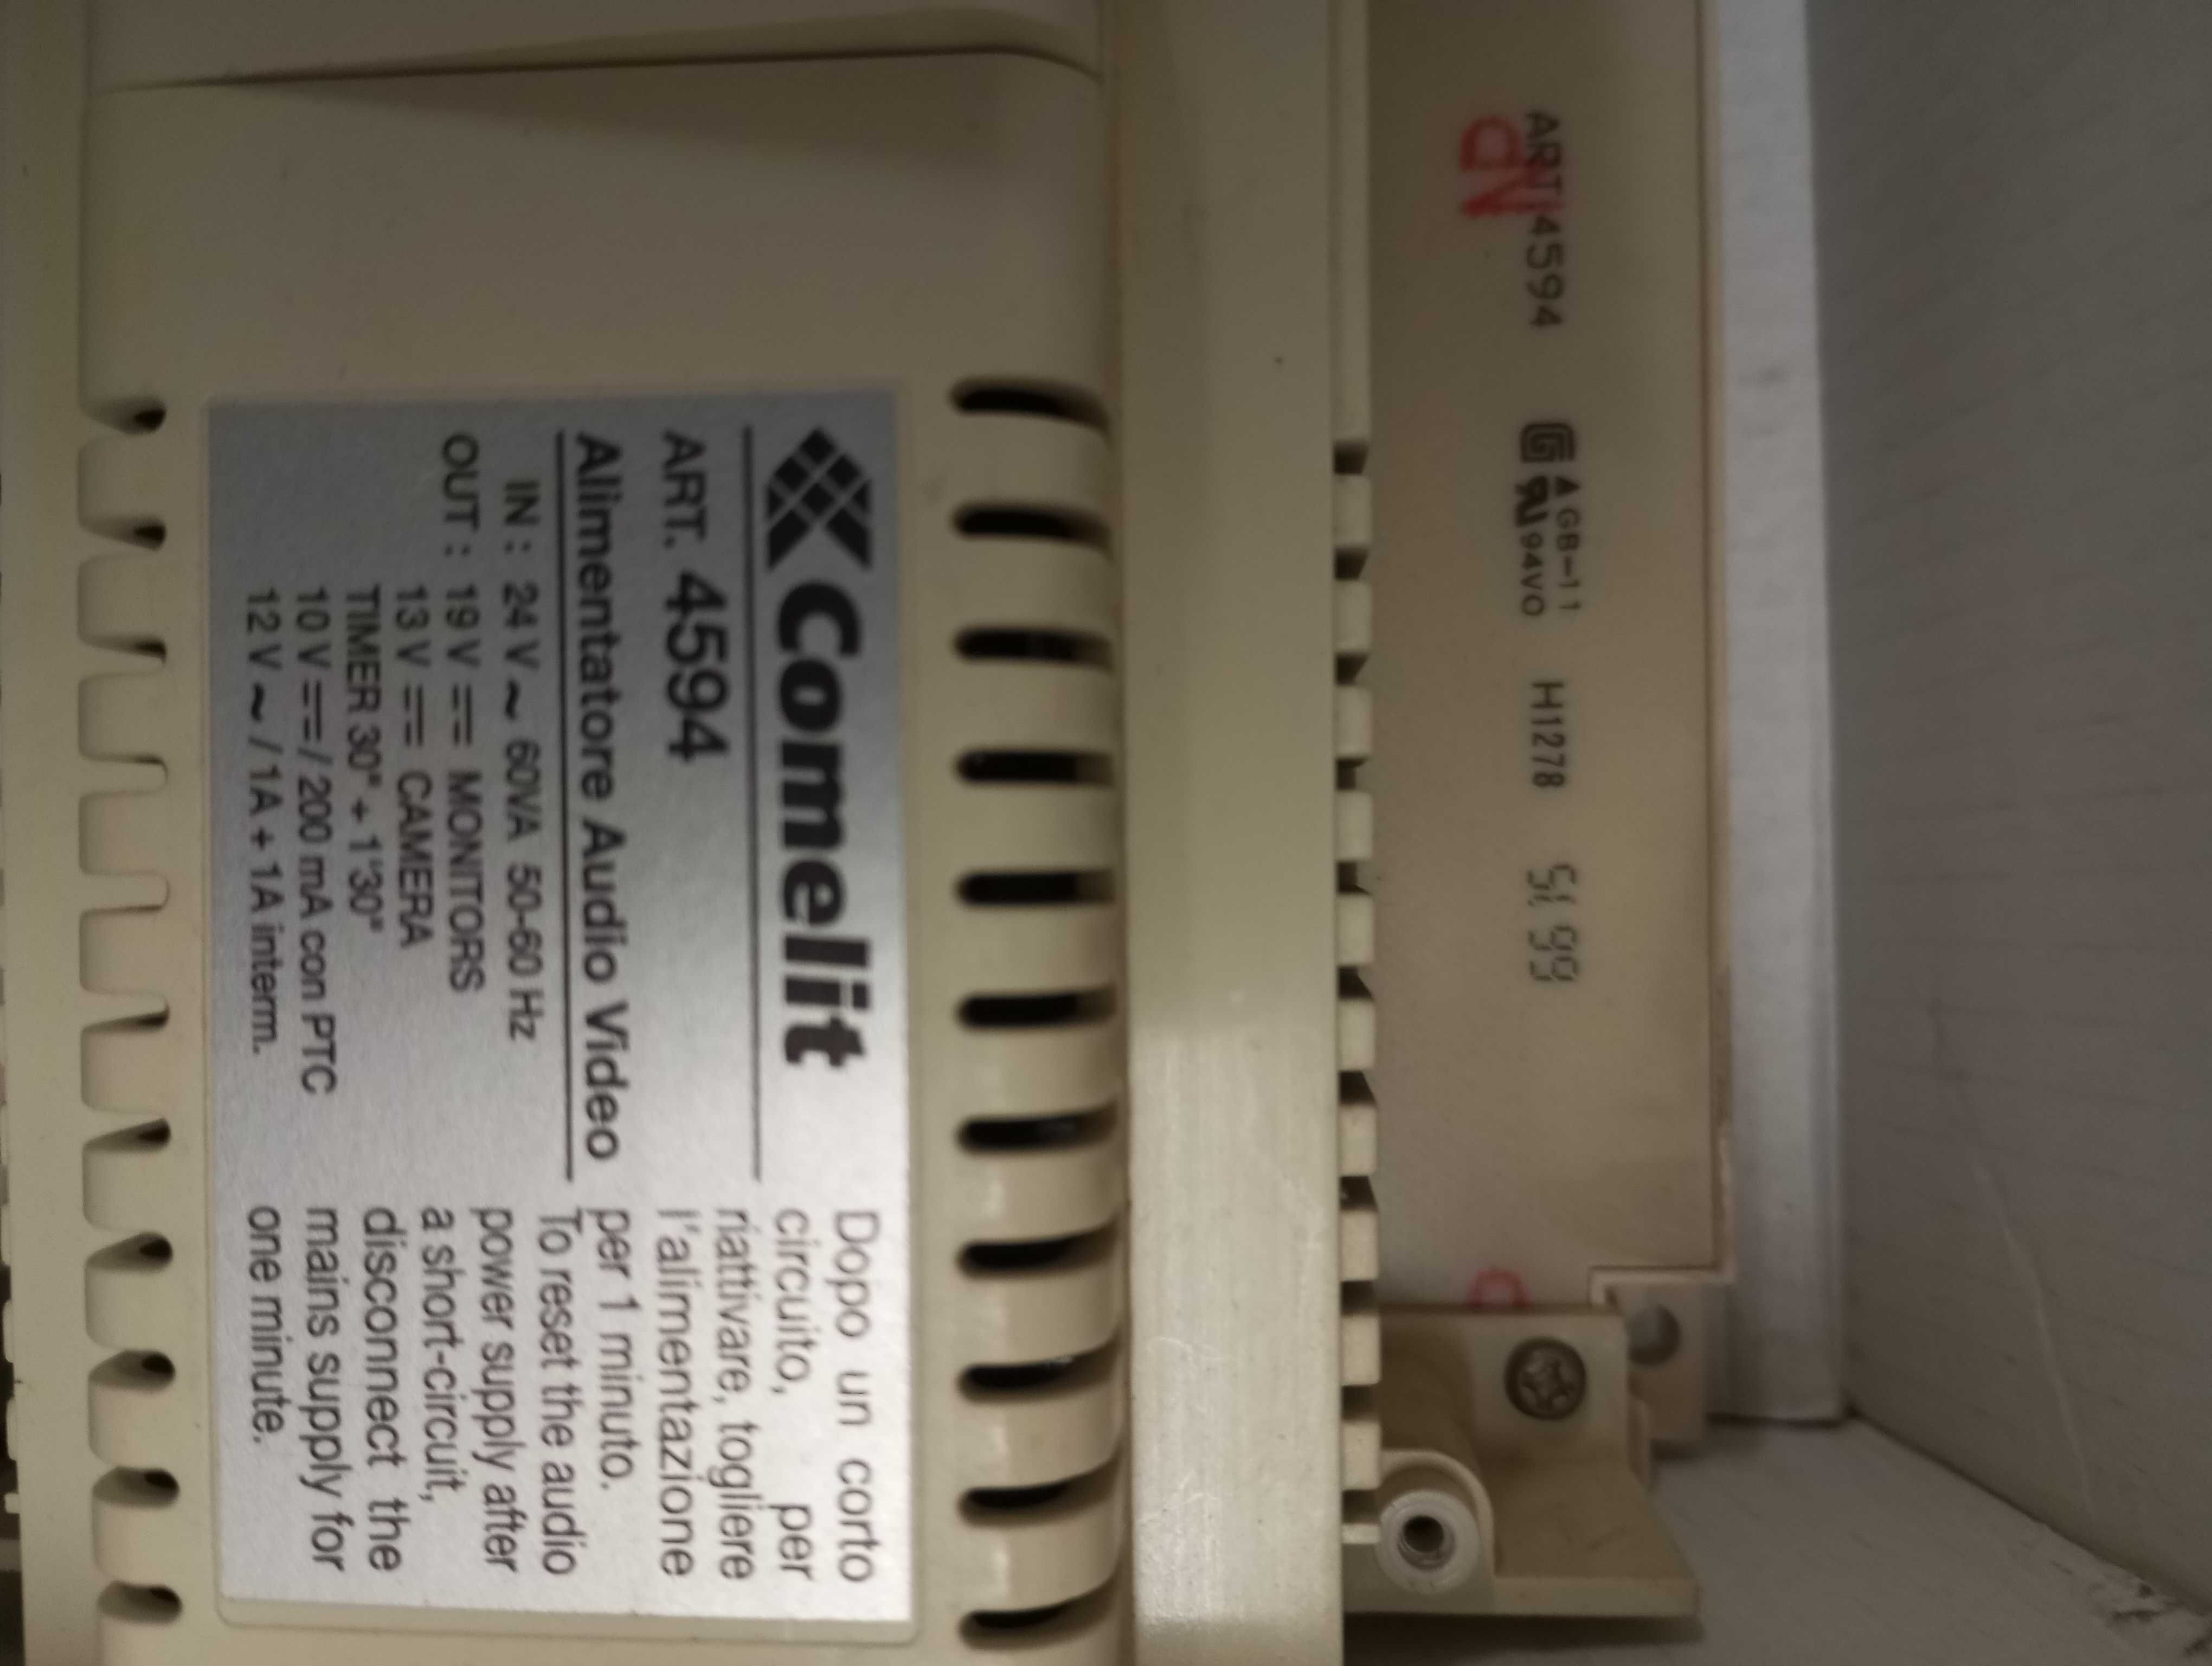 Comelit
ART. 4594
Alimentatore Audio Video
IN : 24 V ~ 60VA 50-60 Hz
OUT : 19 V ⎓ MONITORS
13 V ⎓ CAMERA
TIMER 30" + 1'30"
10 V ⎓ / 200 mA con PTC
12 V ~ / 1A + 1A interm.
Dopo un corto
circuito, per
riattivare, togliere
l'alimentazione
per 1 minuto.
To reset the audio
power supply after
a short-circuit,
disconnect the
mains supply for
one minute.
ART.4594
GB-11
94V0
H1278
99